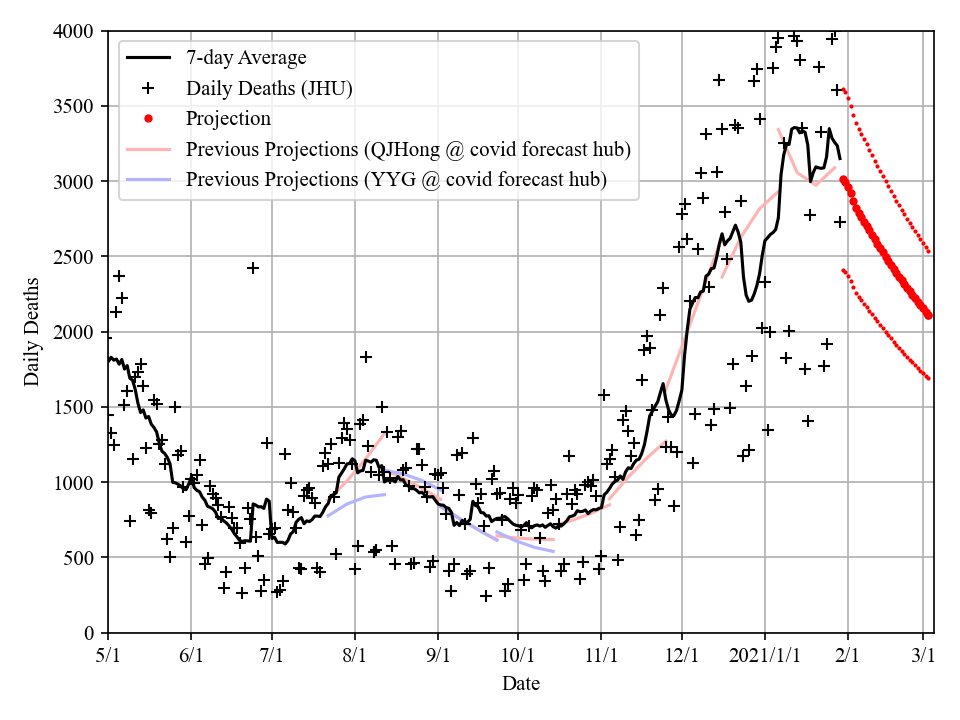 4000
3500
3000
2500
2000
1500
1000
500
0
Daily Deaths
7-day Average
Daily Deaths (JHU)
Projection
Previous Projections (QJHong @ covid forecast hub)
Previous Projections (YYG @ covid forecast hub)
5/1 6/1 7/1 8/1 9/1 10/1 11/1 12/1 2021/1/1 2/1 3/1
Date